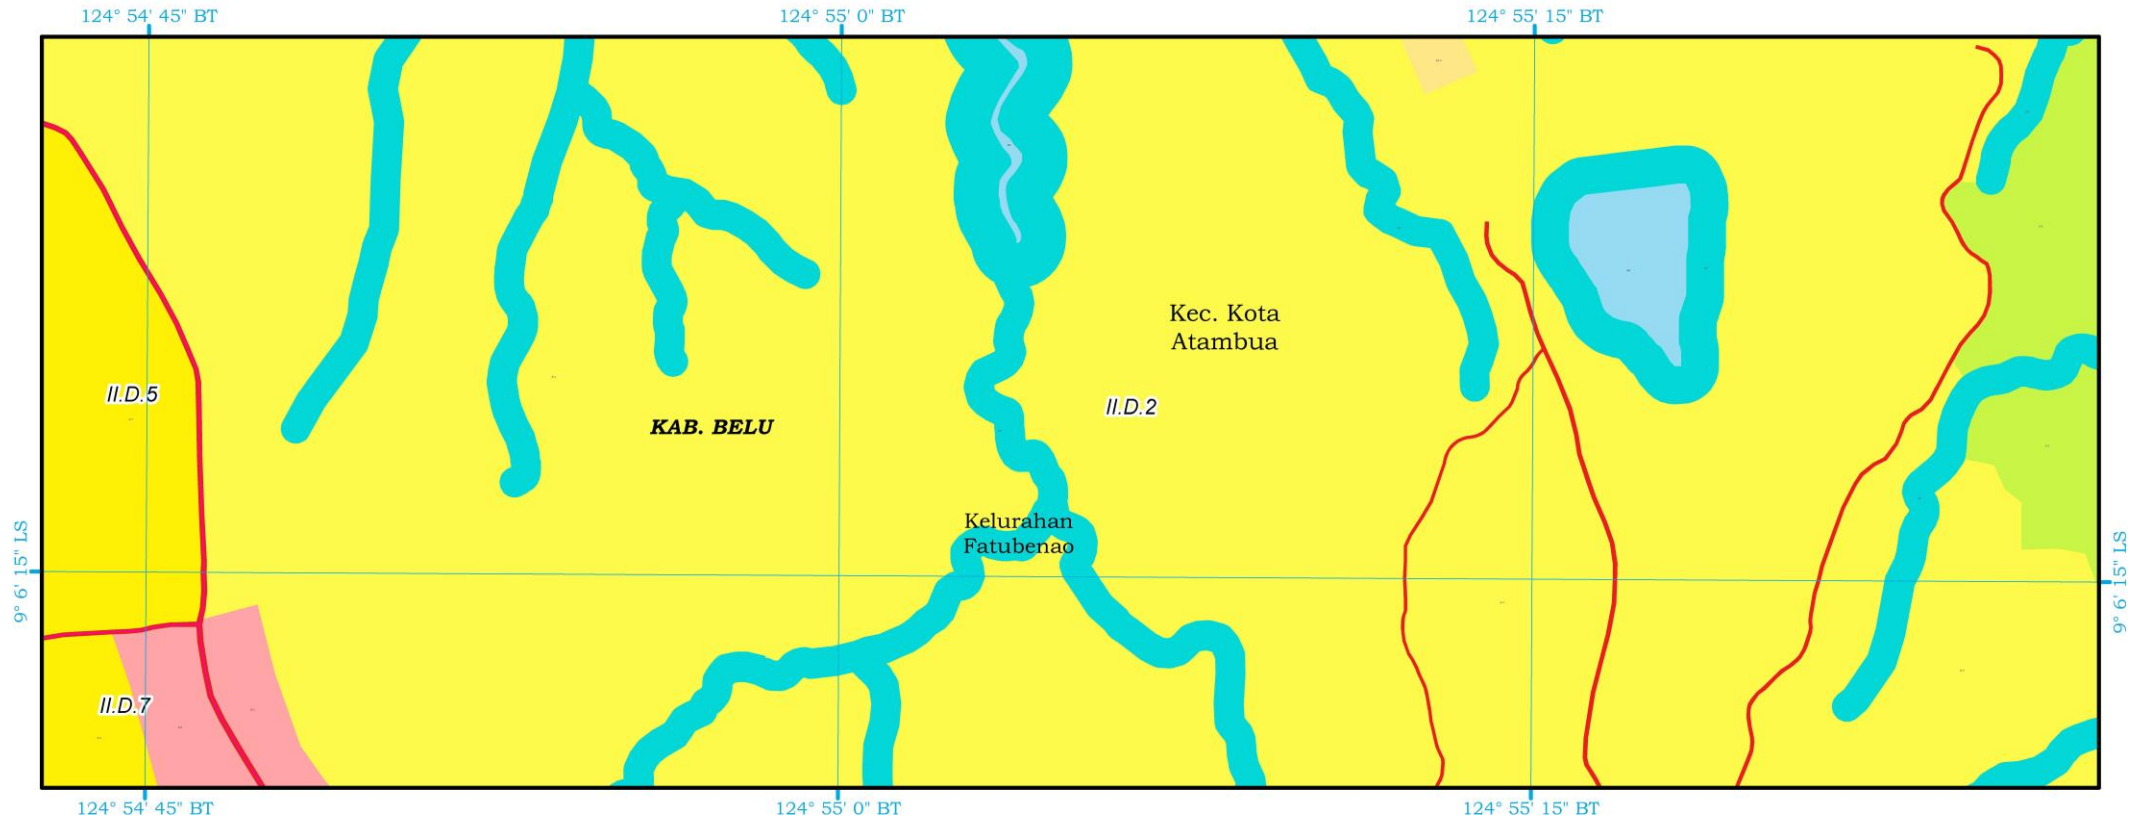 124° 54' 45" BT
124° 55' 0" BT
124° 55' 15" BT
Kec. Kota
Atambua
II.D.5
II.D.2
KAB. BELU
Kelurahan
Fatubenao
9° 6' 15" LS
9° 6' 15" LS
II.D.7
124° 54' 45" BT
124° 55' 0" BT
124° 55' 15" BT